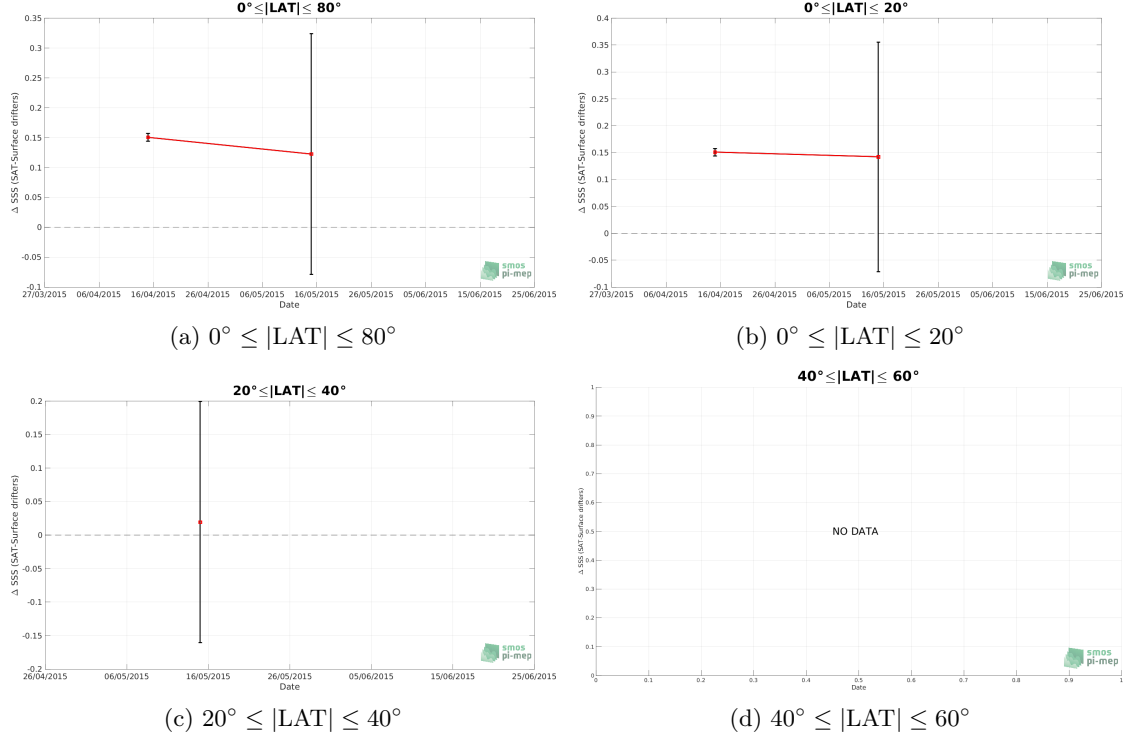 0°≤|LAT|≤ 80°
0.35
0.3
0.25
0.2
0.15
0.1
0.05
0
-0.05
-0.1
Δ SSS (SAT-Surface drifters)
27/03/2015 06/04/2015 16/04/2015 26/04/2015 06/05/2015 16/05/2015 26/05/2015 05/06/2015 15/06/2015 25/06/2015
Date
smos
pi-mep
(a) 0° ≤ |LAT| ≤ 80°
0°≤|LAT|≤ 20°
0.4
0.35
0.3
0.25
0.2
0.15
0.1
0.05
0
-0.05
-0.1
Δ SSS (SAT-Surface drifters)
27/03/2015 06/04/2015 16/04/2015 26/04/2015 06/05/2015 16/05/2015 26/05/2015 05/06/2015 15/06/2015 25/06/2015
Date
smos
pi-mep
(b) 0° ≤ |LAT| ≤ 20°
20°≤|LAT|≤ 40°
0.2
0.15
0.1
0.05
0
-0.05
-0.1
-0.15
-0.2
Δ SSS (SAT-Surface drifters)
26/04/2015 06/05/2015 16/05/2015 26/05/2015 05/06/2015 15/06/2015 25/06/2015
Date
smos
pi-mep
(c) 20° ≤ |LAT| ≤ 40°
40°≤|LAT|≤ 60°
1
0.9
0.8
0.7
0.6
0.5
0.4
0.3
0.2
0.1
0
Δ SSS (SAT-Surface drifters)
NO DATA
0 0.1 0.2 0.3 0.4 0.5 0.6 0.7 0.8 0.9 1
Date
smos
pi-mep
(d) 40° ≤ |LAT| ≤ 60°